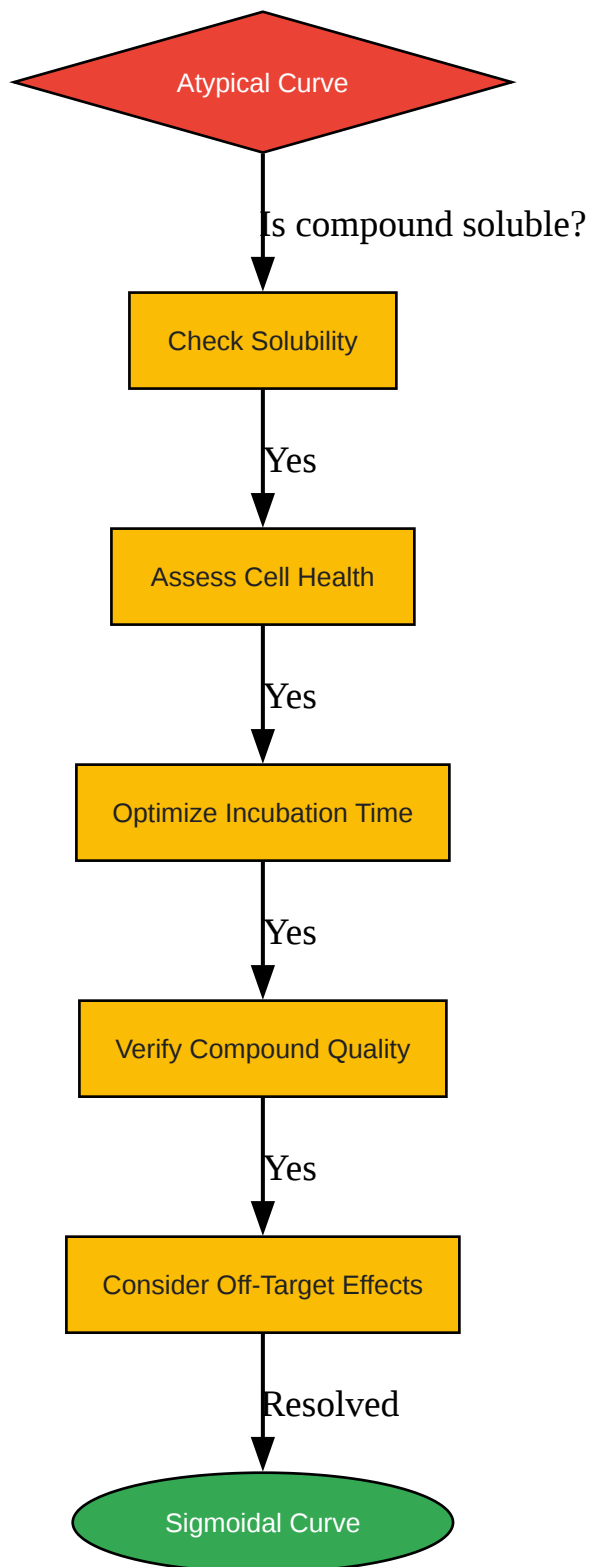 Atypical Curve
Is compound soluble?
Check Solubility
Yes
Assess Cell Health
Yes
Optimize Incubation Time
Yes
Verify Compound Quality
Yes
Consider Off-Target Effects
Resolved
Sigmoidal Curve